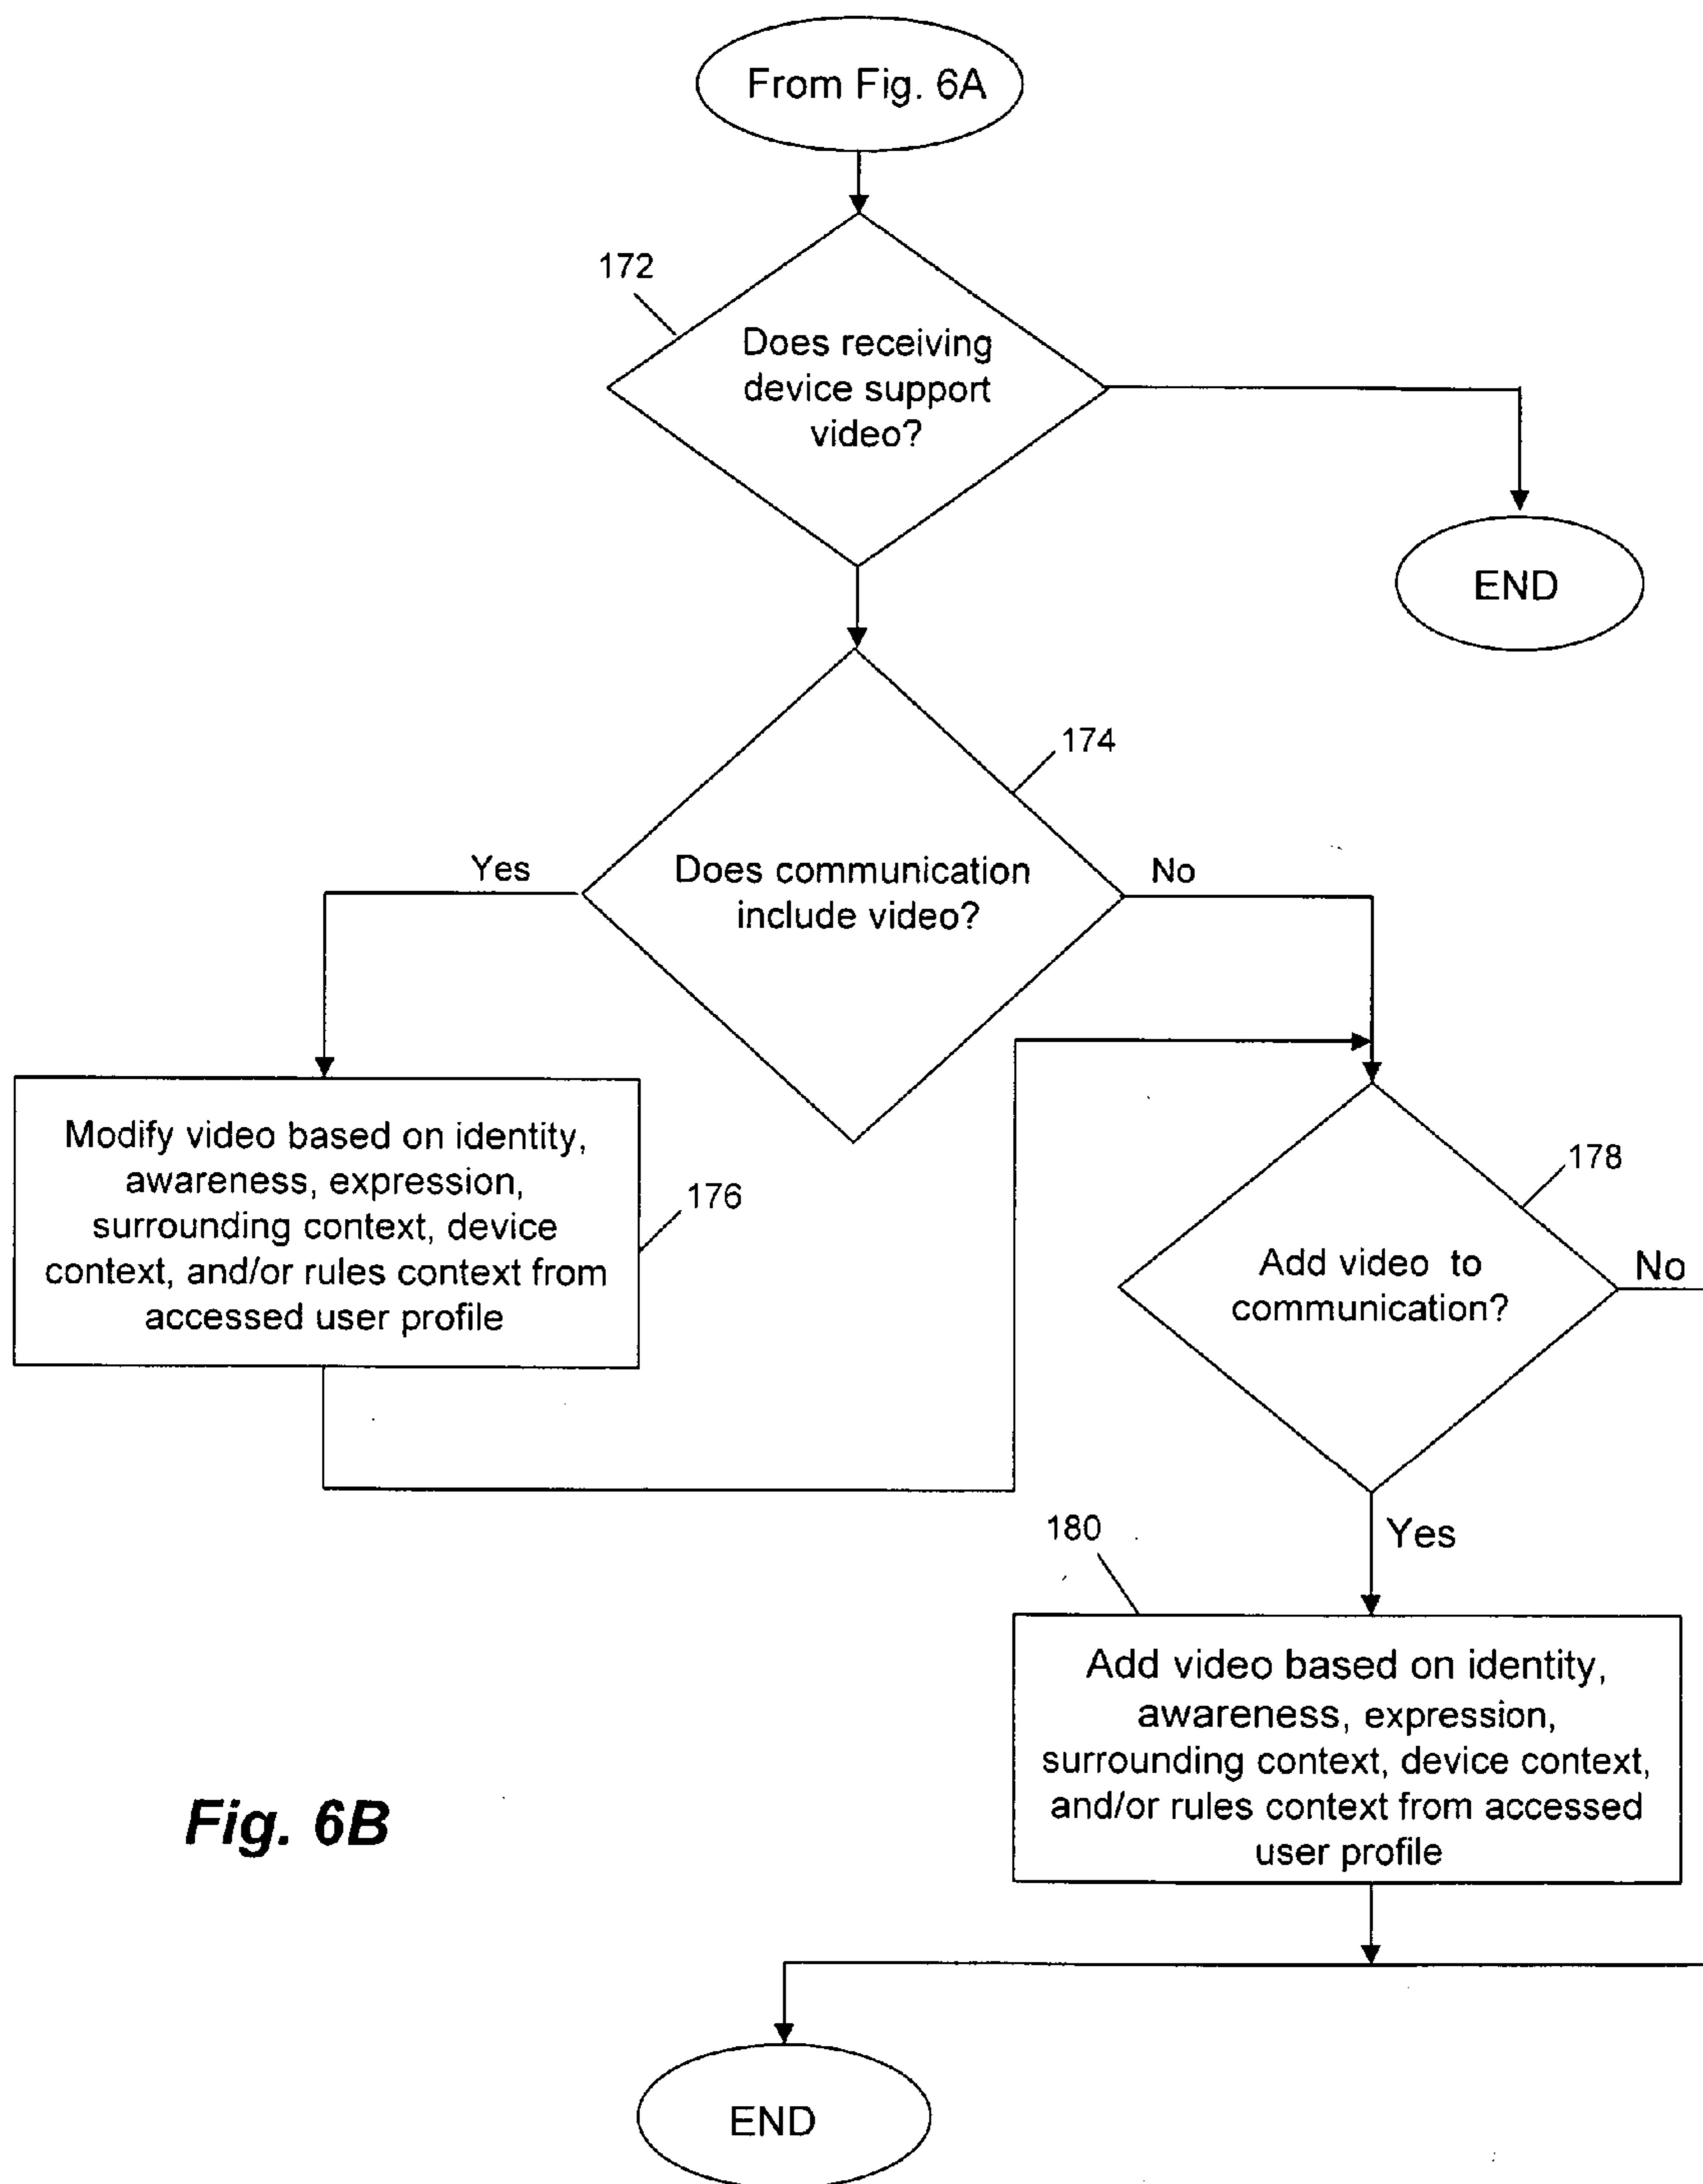 From Fig. 6A
172
Does receiving
device support
video?
END
174
Yes
Does communication
include video?
No
Modify video based on identity,
awareness, expression,
surrounding context, device
context, and/or rules context from
accessed user profile
176
178
Add video to
communication?
No
180
Yes
Add video based on identity,
awareness, expression,
surrounding context, device context,
and/or rules context from accessed
user profile
Fig. 6B
END